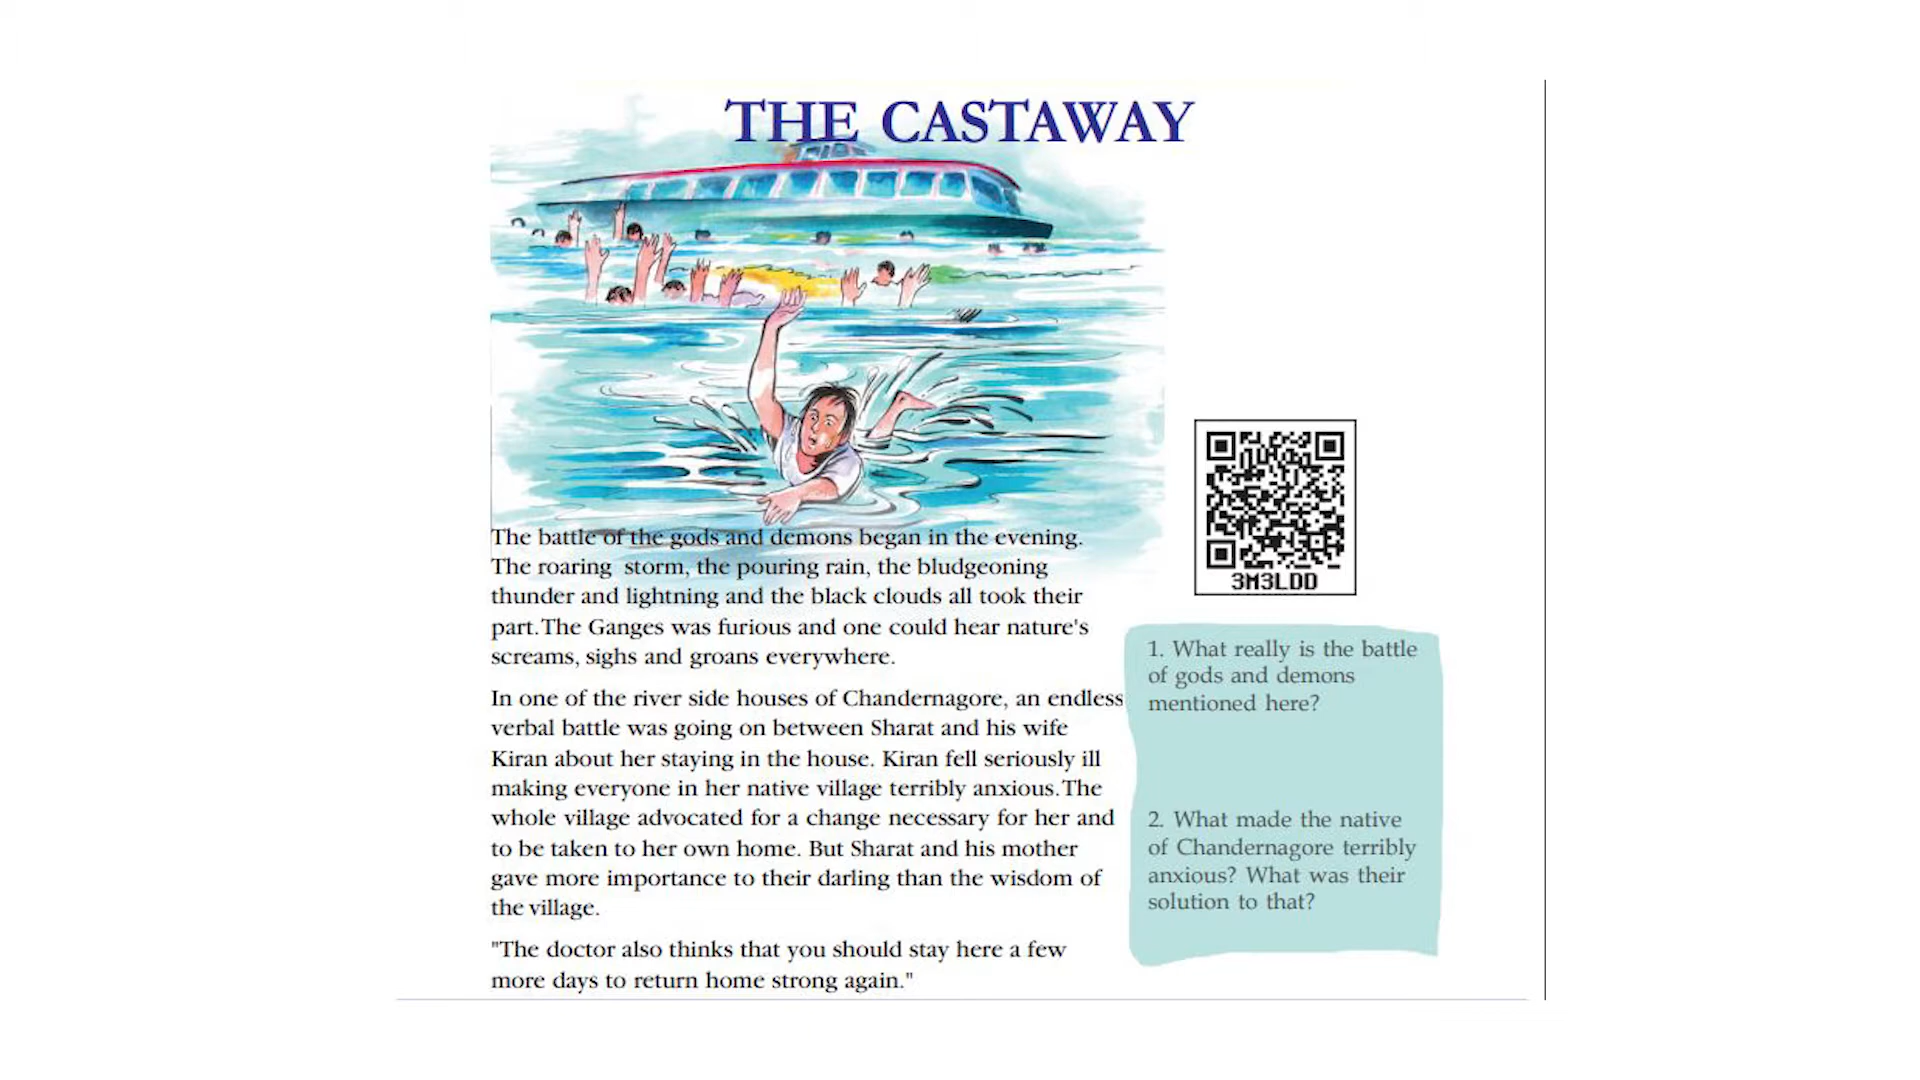 THE CASTAWAY
The battle of the gods and demons began in the evening.
The roaring storm, the pouring rain, the bludgeoning
thunder and lightning and the black clouds all took their
part.The Ganges was furious and one could hear nature's
screams, sighs and groans everywhere.
In one of the river side houses of Chandernagore, an endless
verbal battle was going on between Sharat and his wife
Kiran about her staying in the house. Kiran fell seriously ill
making everyone in her native village terribly anxious.The
whole village advocated for a change necessary for her and
to be taken to her own home. But Sharat and his mother
gave more importance to their darling than the wisdom of
the village.
"The doctor also thinks that you should stay here a few
more days to return home strong again."
3M3LDD
1. What really is the battle
of gods and demons
mentioned here?
2. What made the native
of Chandernagore terribly
anxious? What was their
solution to that?